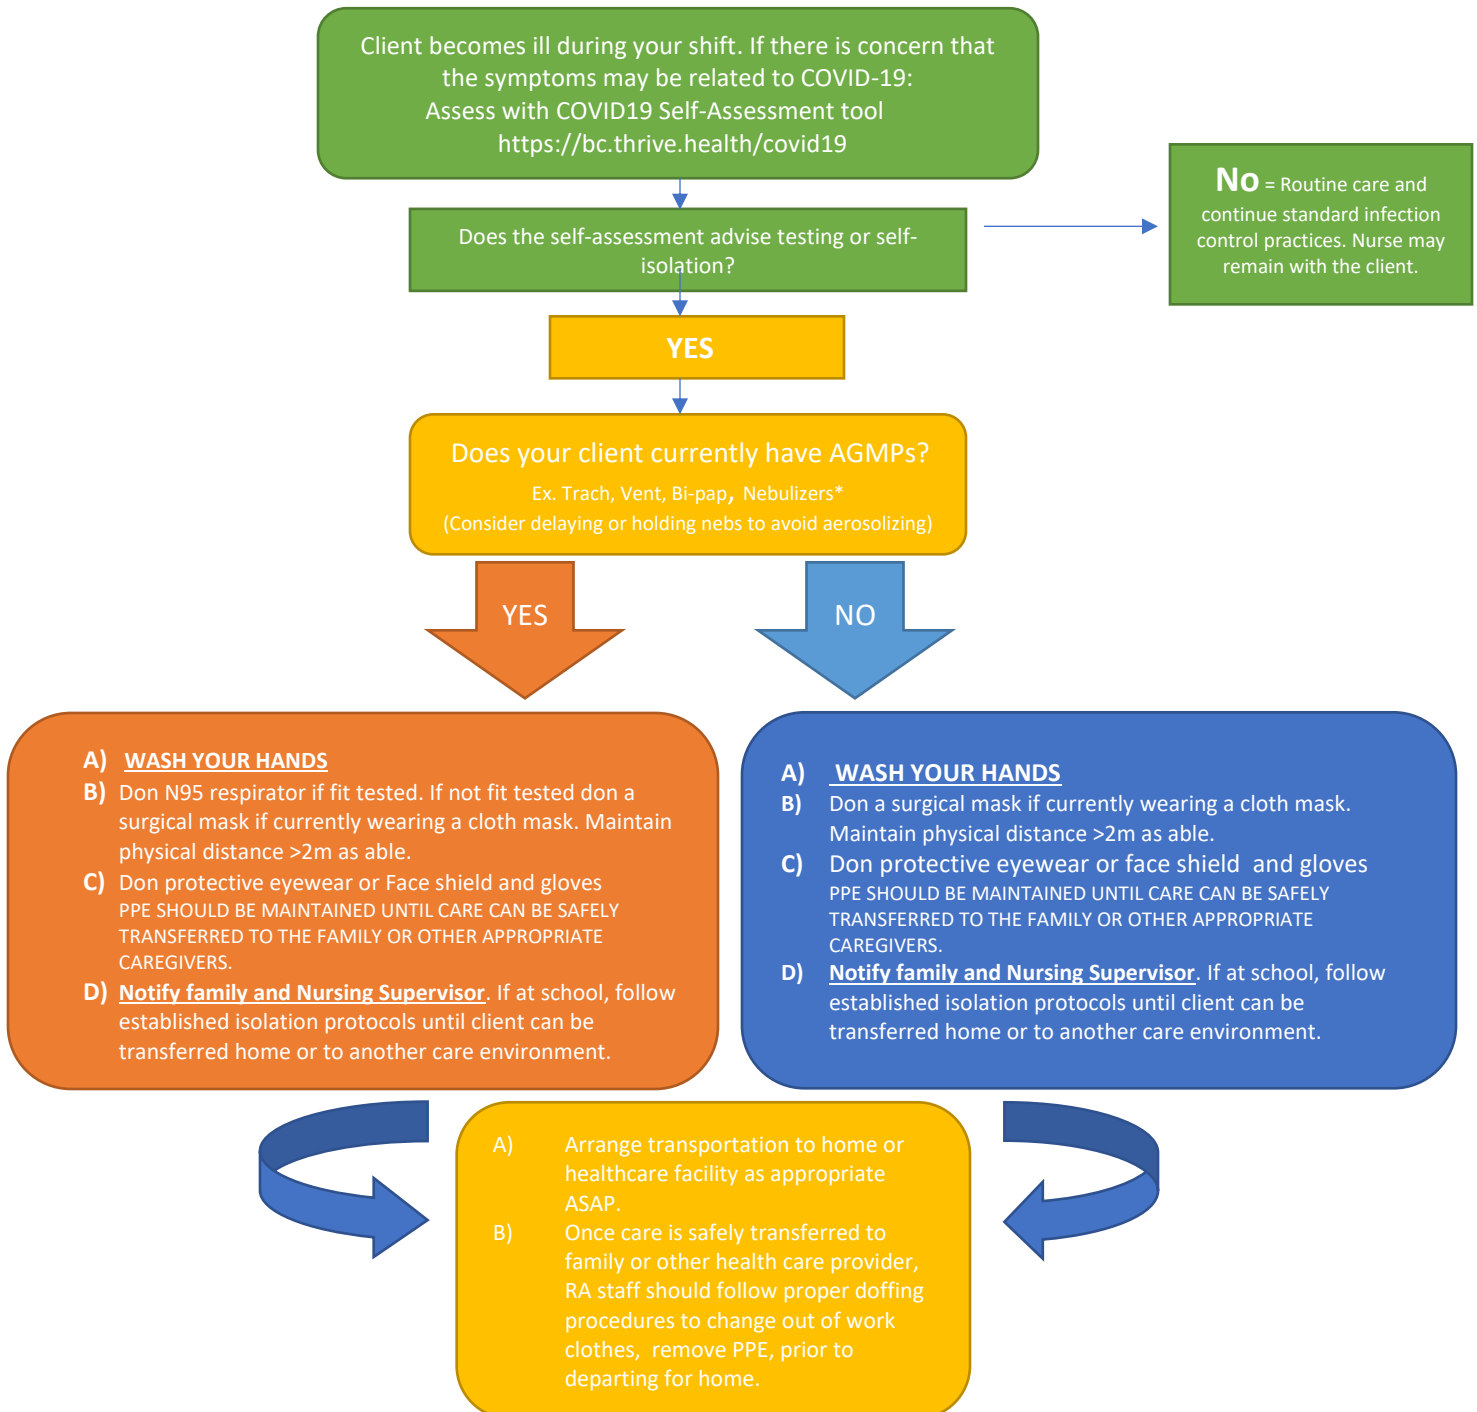 Client becomes ill during your shift. If there is concern that
the symptoms may be related to COVID-19:
Assess with COVID19 Self-Assessment tool
https://bc.thrive.health/covid19
Does the self-assessment advise testing or self-
isolation?
No = Routine care and
continue standard infection
control practices. Nurse may
remain with the client.
YES
Does your client currently have AGMPs?
Ex. Trach, Vent, Bi-pap, Nebulizers*
(Consider delaying or holding nebs to avoid aerosolizing)
YES
NO
A) WASH YOUR HANDS
B) Don N95 respirator if fit tested. If not fit tested don a
surgical mask if currently wearing a cloth mask. Maintain
physical distance >2m as able.
C) Don protective eyewear or Face shield and gloves
PPE SHOULD BE MAINTAINED UNTIL CARE CAN BE SAFELY
TRANSFERRED TO THE FAMILY OR OTHER APPROPRIATE
CAREGIVERS.
D) Notify family and Nursing Supervisor. If at school, follow
established isolation protocols until client can be
transferred home or to another care environment.
A) WASH YOUR HANDS
B) Don a surgical mask if currently wearing a cloth mask.
Maintain physical distance >2m as able.
C) Don protective eyewear or face shield and gloves
PPE SHOULD BE MAINTAINED UNTIL CARE CAN BE SAFELY
TRANSFERRED TO THE FAMILY OR OTHER APPROPRIATE
CAREGIVERS.
D) Notify family and Nursing Supervisor. If at school, follow
established isolation protocols until client can be
transferred home or to another care environment.
A) Arrange transportation to home or
healthcare facility as appropriate
ASAP.
B) Once care is safely transferred to
family or other health care provider,
RA staff should follow proper doffing
procedures to change out of work
clothes, remove PPE, prior to
departing for home.